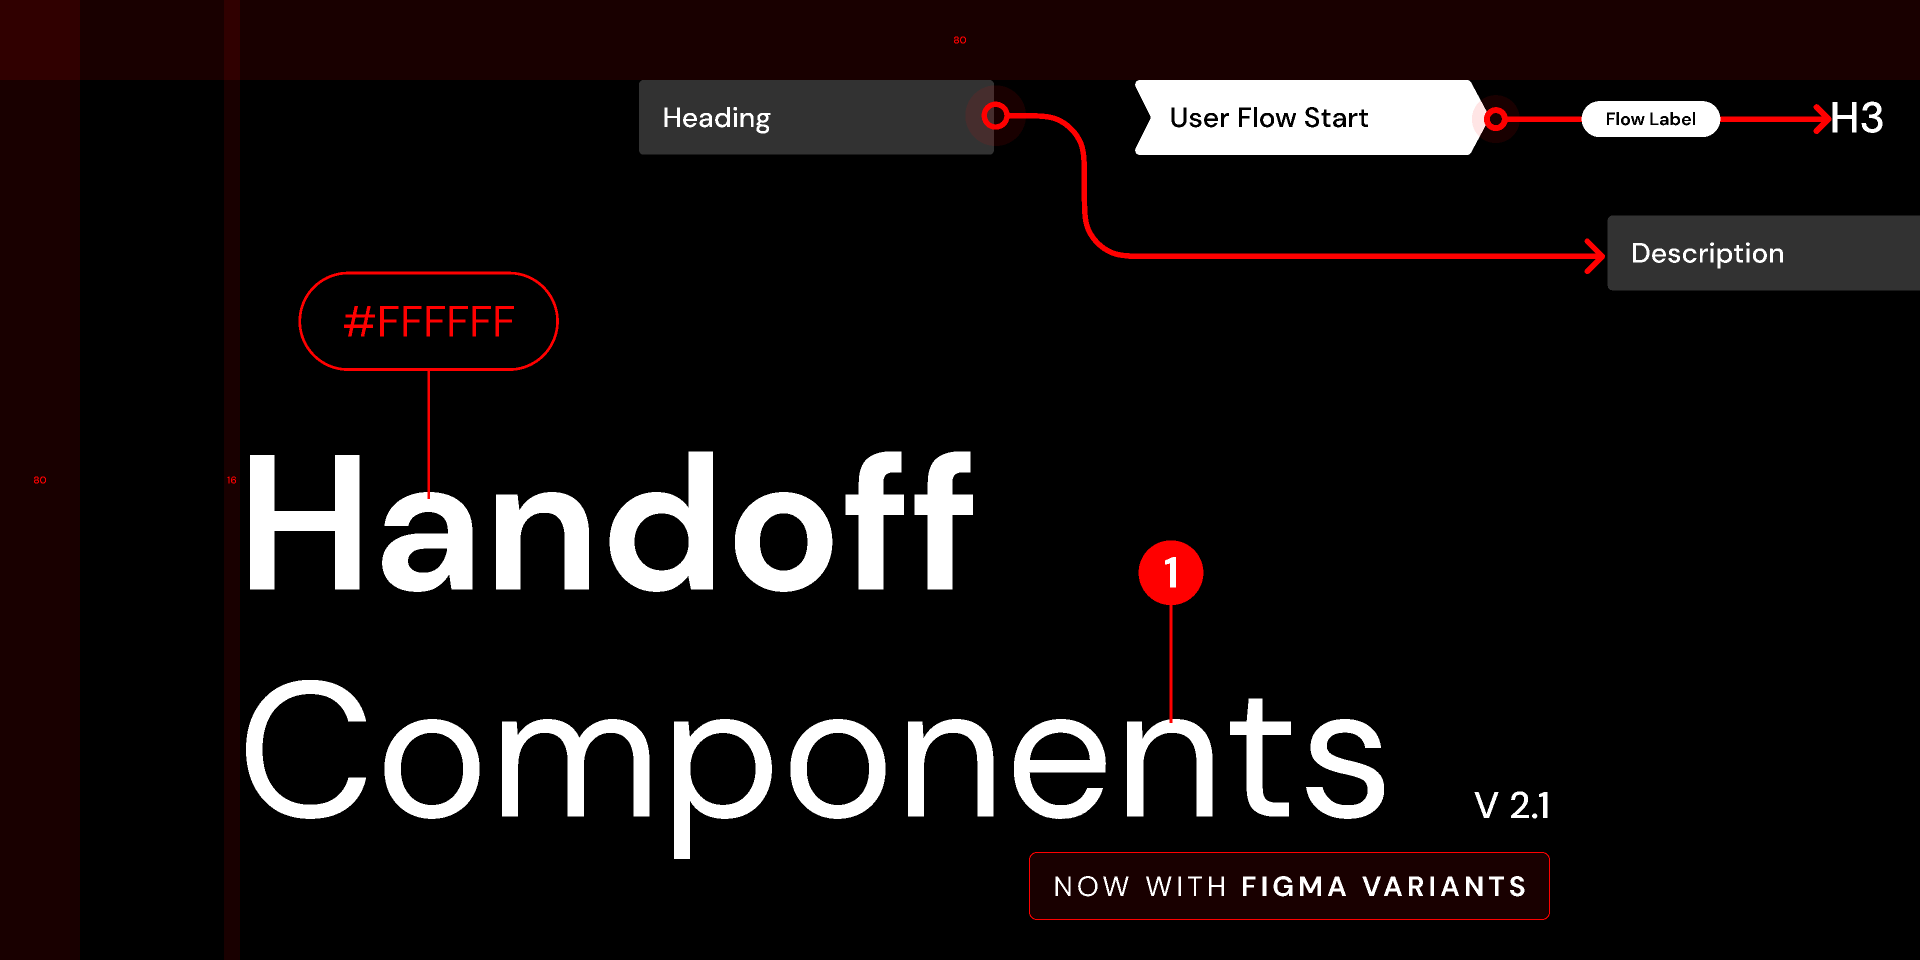 80
Heading
User Flow Start
Flow Label
H3
Description
#FFFFFF
80
16
Handoff
1
Components
V 2.1
NOW WITH FIGMA VARIANTS